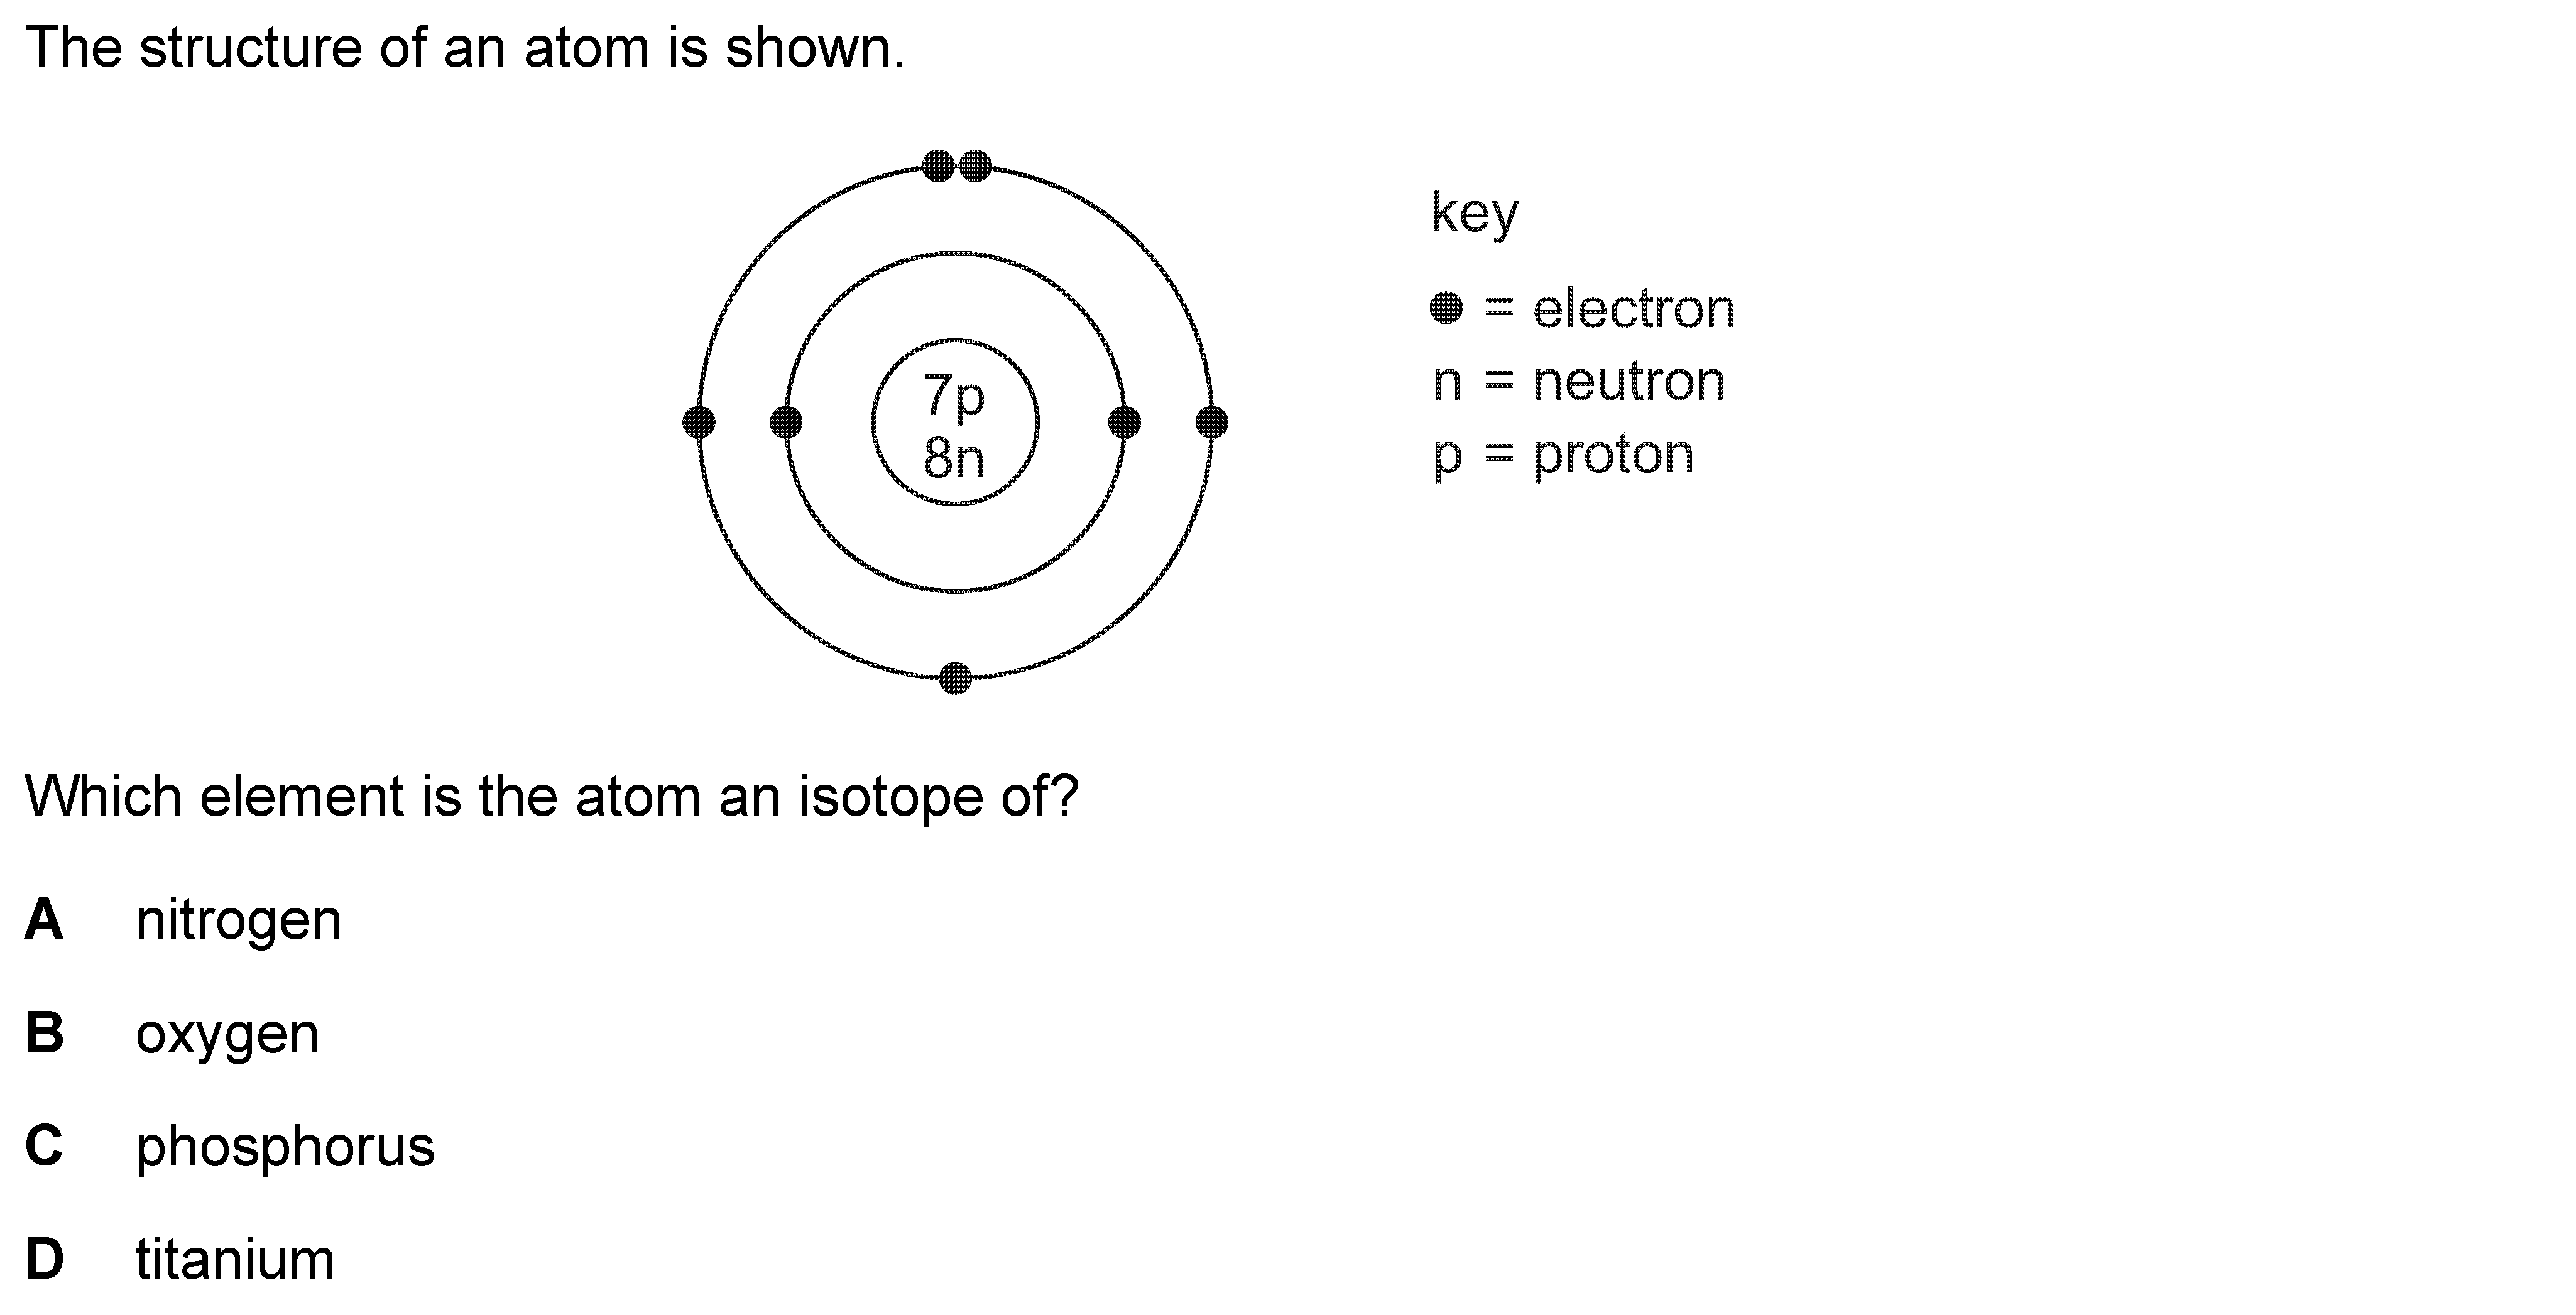 The structure of an atom is shown.
7p
8n
key
= electron
n = neutron
p = proton
Which element is the atom an isotope of?
A nitrogen
B oxygen
C phosphorus
D titanium